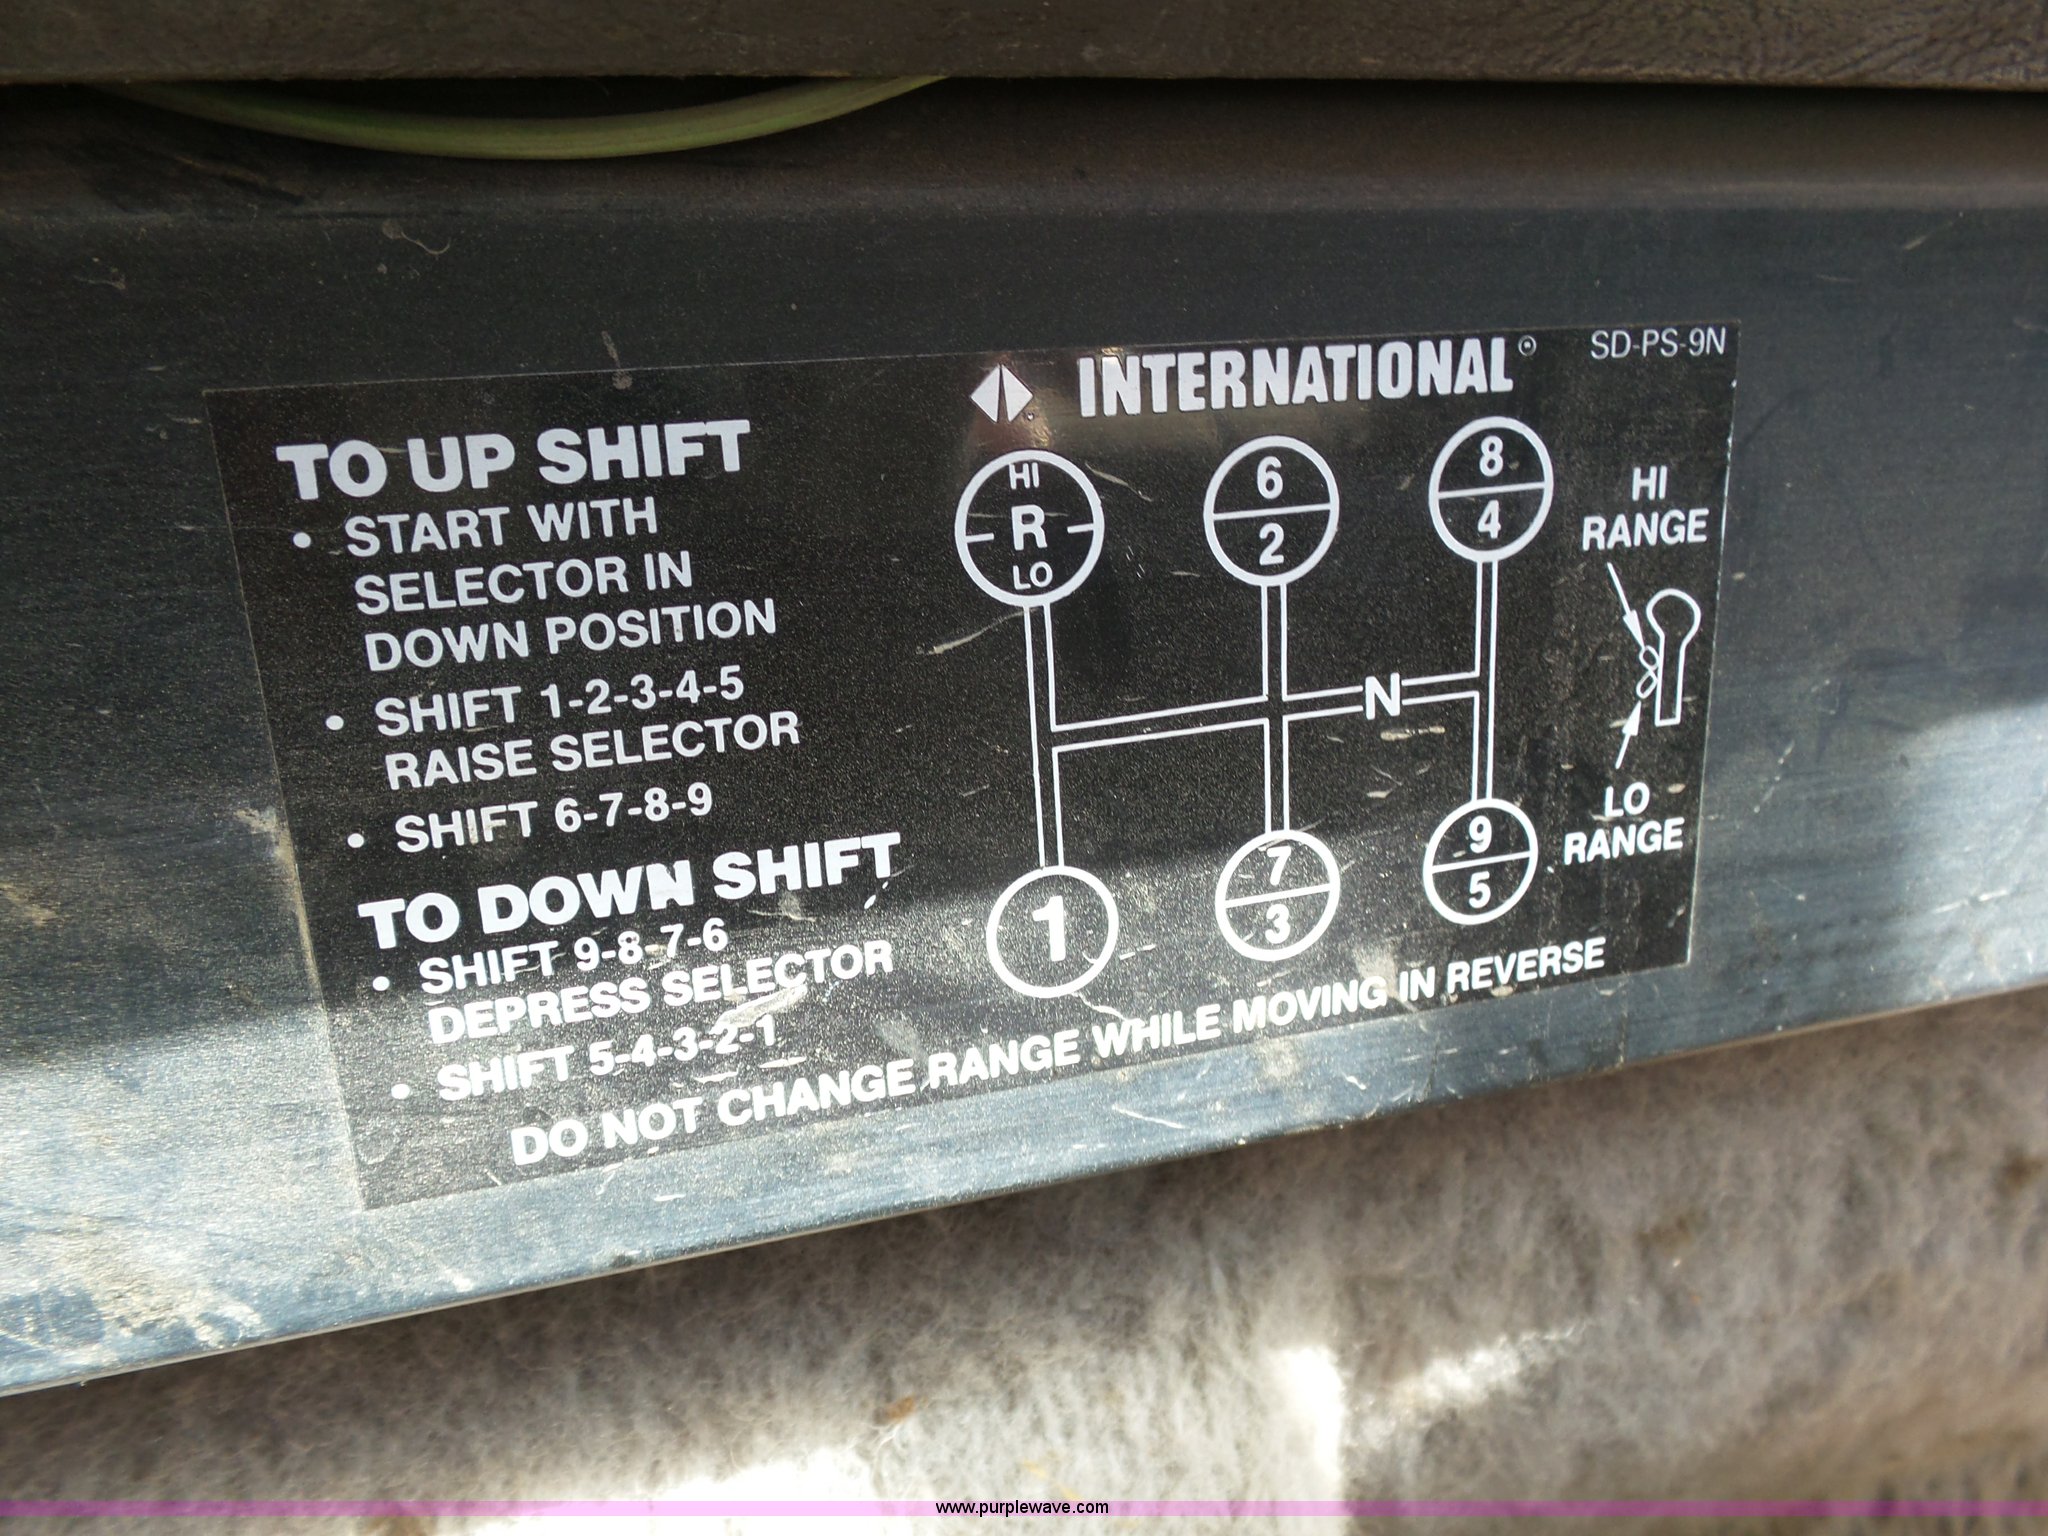 INTERNATIONAL
SD-PS-9N
TO UP SHIFT
• START WITH
SELECTOR IN
DOWN POSITION
• SHIFT 1-2-3-4-5
RAISE SELECTOR
• SHIFT 6-7-8-9
TO DOWN SHIFT
• SHIFT 9-8-7-6
DEPRESS SELECTOR
• SHIFT 5-4-3-2-1
HI
R
LO
6
2
8
4
N
1
7
3
9
5
HI
RANGE
LO
RANGE
DO NOT CHANGE RANGE WHILE MOVING IN REVERSE
www.purplewave.com